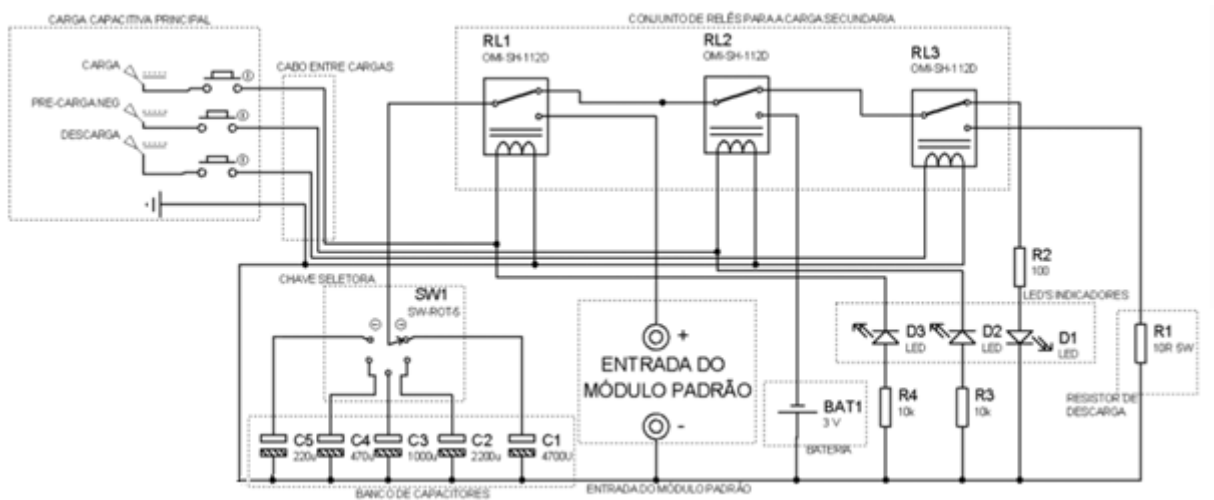 CARGA CAPACITIVA PRINCIPAL
CARGA
PRE-CARGA NEG
DESCARGA
CABO ENTRE CARGAS
CONJUNTO DE RELÊS PARA A CARGA SECUNDARIA
RL1
OMI-SH-112D
RL2
OMI-SH-112D
RL3
OMI-SH-112D
CHAVE SELETORA
SW1
SW-ROT-5
R2
100
LED'S INDICADORES
D3
LED
D2
LED
D1
LED
R1
10R 5W
RESISTOR DE
DESCARGA
+
ENTRADA DO
MÓDULO PADRÃO
-
BAT1
3 V
BATERIA
R4
10k
R3
10k
C5
220u
C4
470u
C3
1000u
C2
2200u
C1
4700U
BANCO DE CAPACITORES
ENTRADA DO MÓDULO PADRÃO